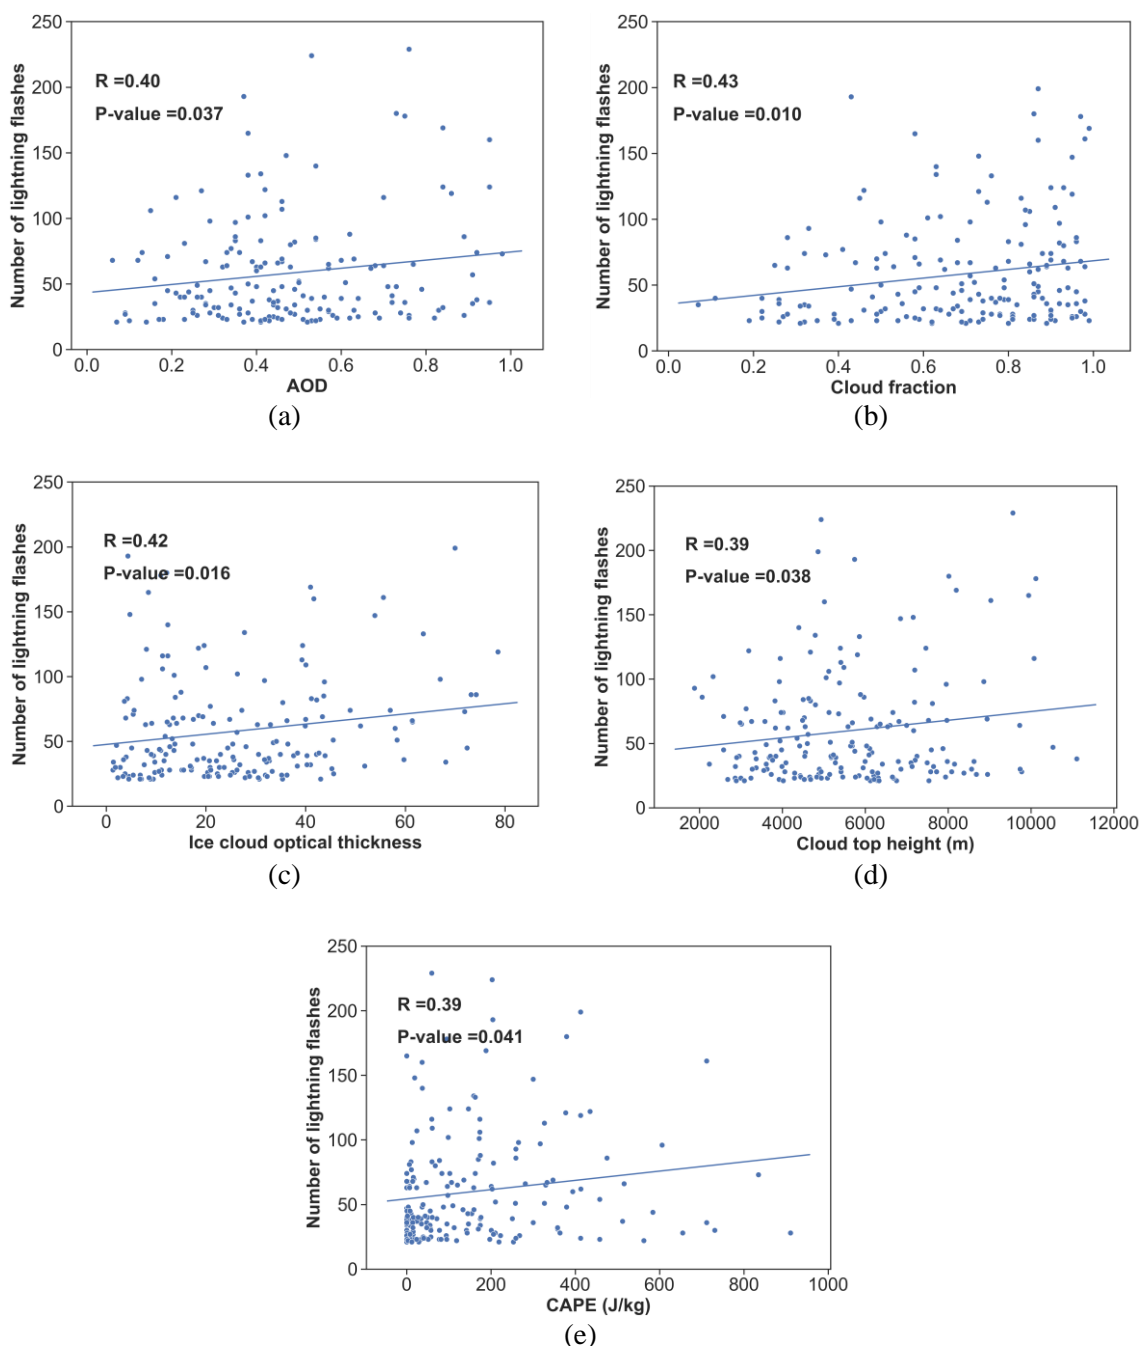 250
200
150
100
50
0
Number of lightning flashes
R =0.40
P-value =0.037
0.0 0.2 0.4 0.6 0.8 1.0
AOD
(a)
250
200
150
100
50
0
Number of lightning flashes
R =0.43
P-value =0.010
0.0 0.2 0.4 0.6 0.8 1.0
Cloud fraction
(b)
250
200
150
100
50
0
Number of lightning flashes
R =0.42
P-value =0.016
0 20 40 60 80
Ice cloud optical thickness
(c)
250
200
150
100
50
0
Number of lightning flashes
R =0.39
P-value =0.038
2000 4000 6000 8000 10000 12000
Cloud top height (m)
(d)
250
200
150
100
50
0
Number of lightning flashes
R =0.39
P-value =0.041
0 200 400 600 800 1000
CAPE (J/kg)
(e)